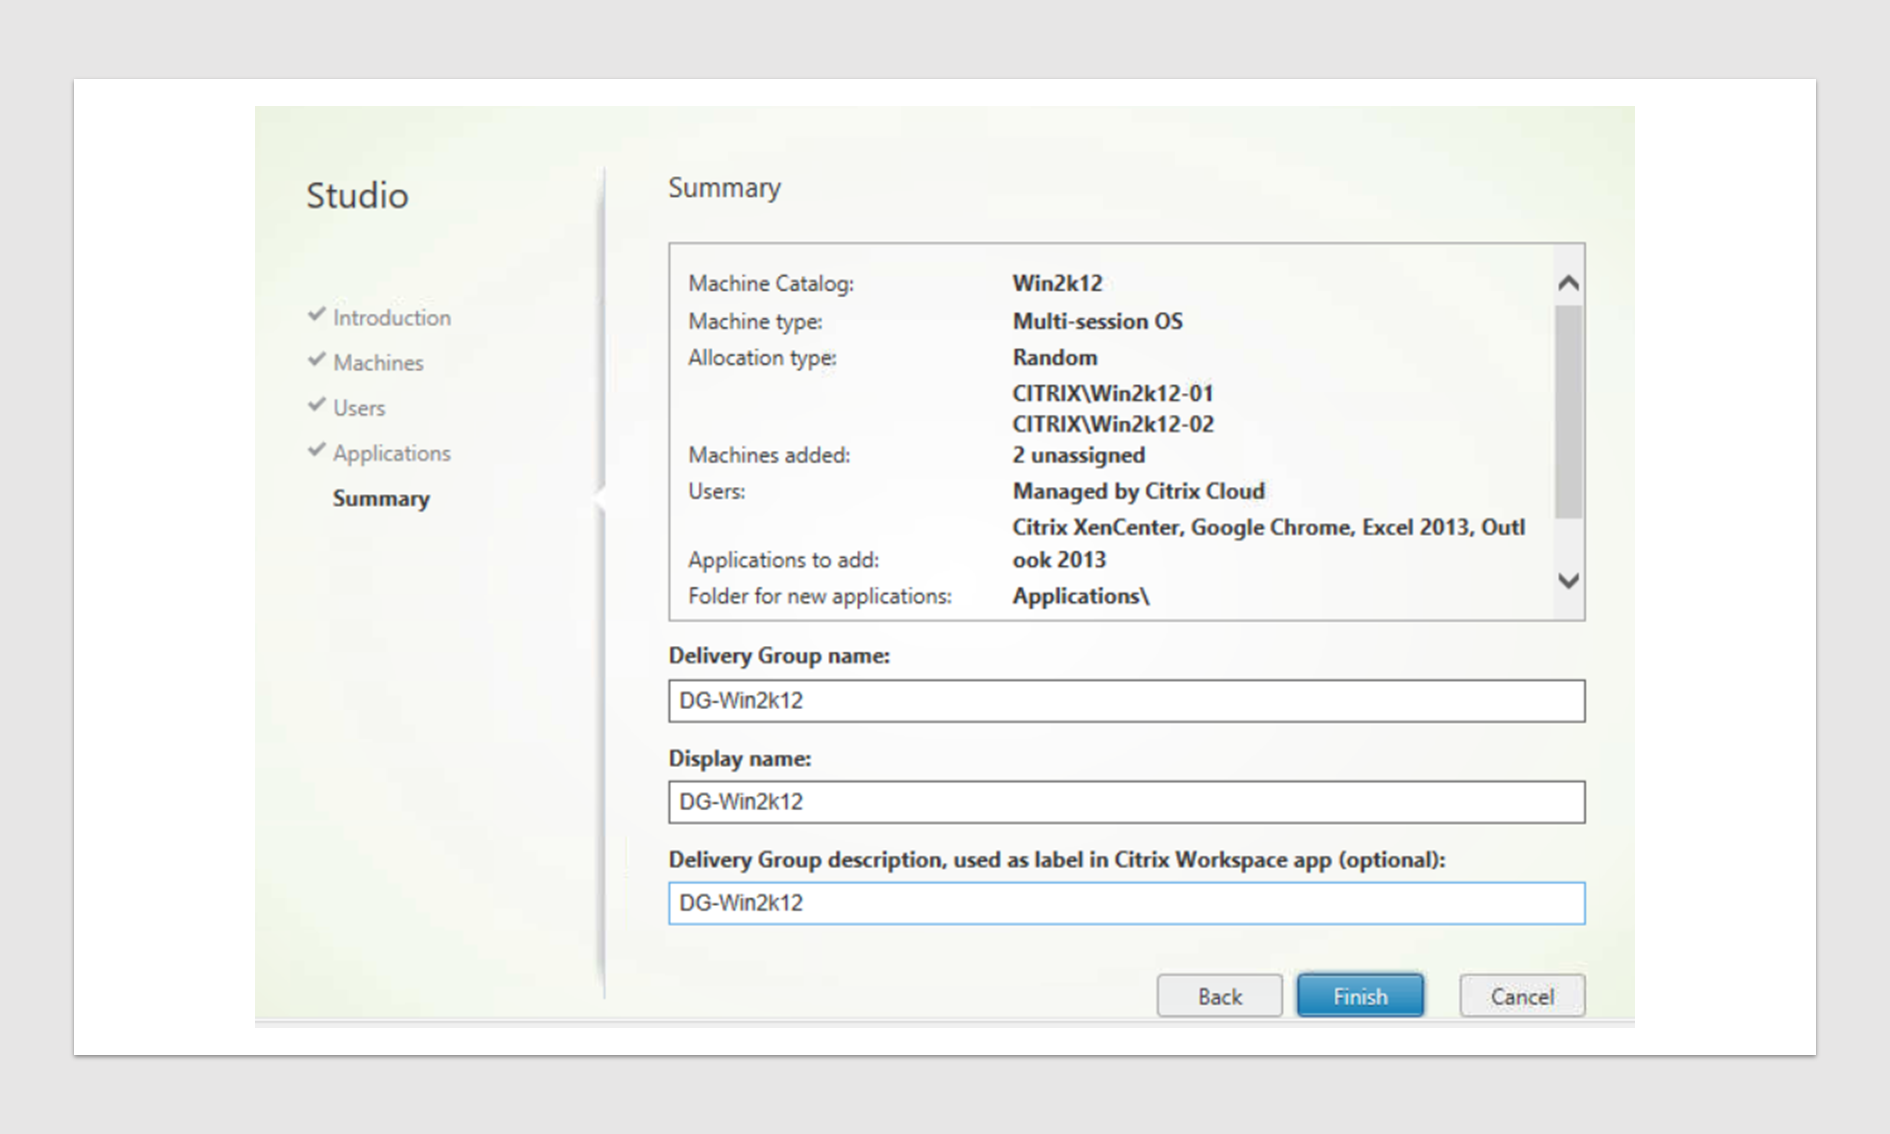 Studio
Introduction
Machines
Users
Applications
Summary
Summary
Machine Catalog: Win2k12
Machine type: Multi-session OS
Allocation type: Random
CITRIX\Win2k12-01
CITRIX\Win2k12-02
Machines added: 2 unassigned
Users: Managed by Citrix Cloud
Citrix XenCenter, Google Chrome, Excel 2013, Outl
Applications to add: ook 2013
Folder for new applications: Applications\
Delivery Group name:
DG-Win2k12
Display name:
DG-Win2k12
Delivery Group description, used as label in Citrix Workspace app (optional):
DG-Win2k12
Back Finish Cancel